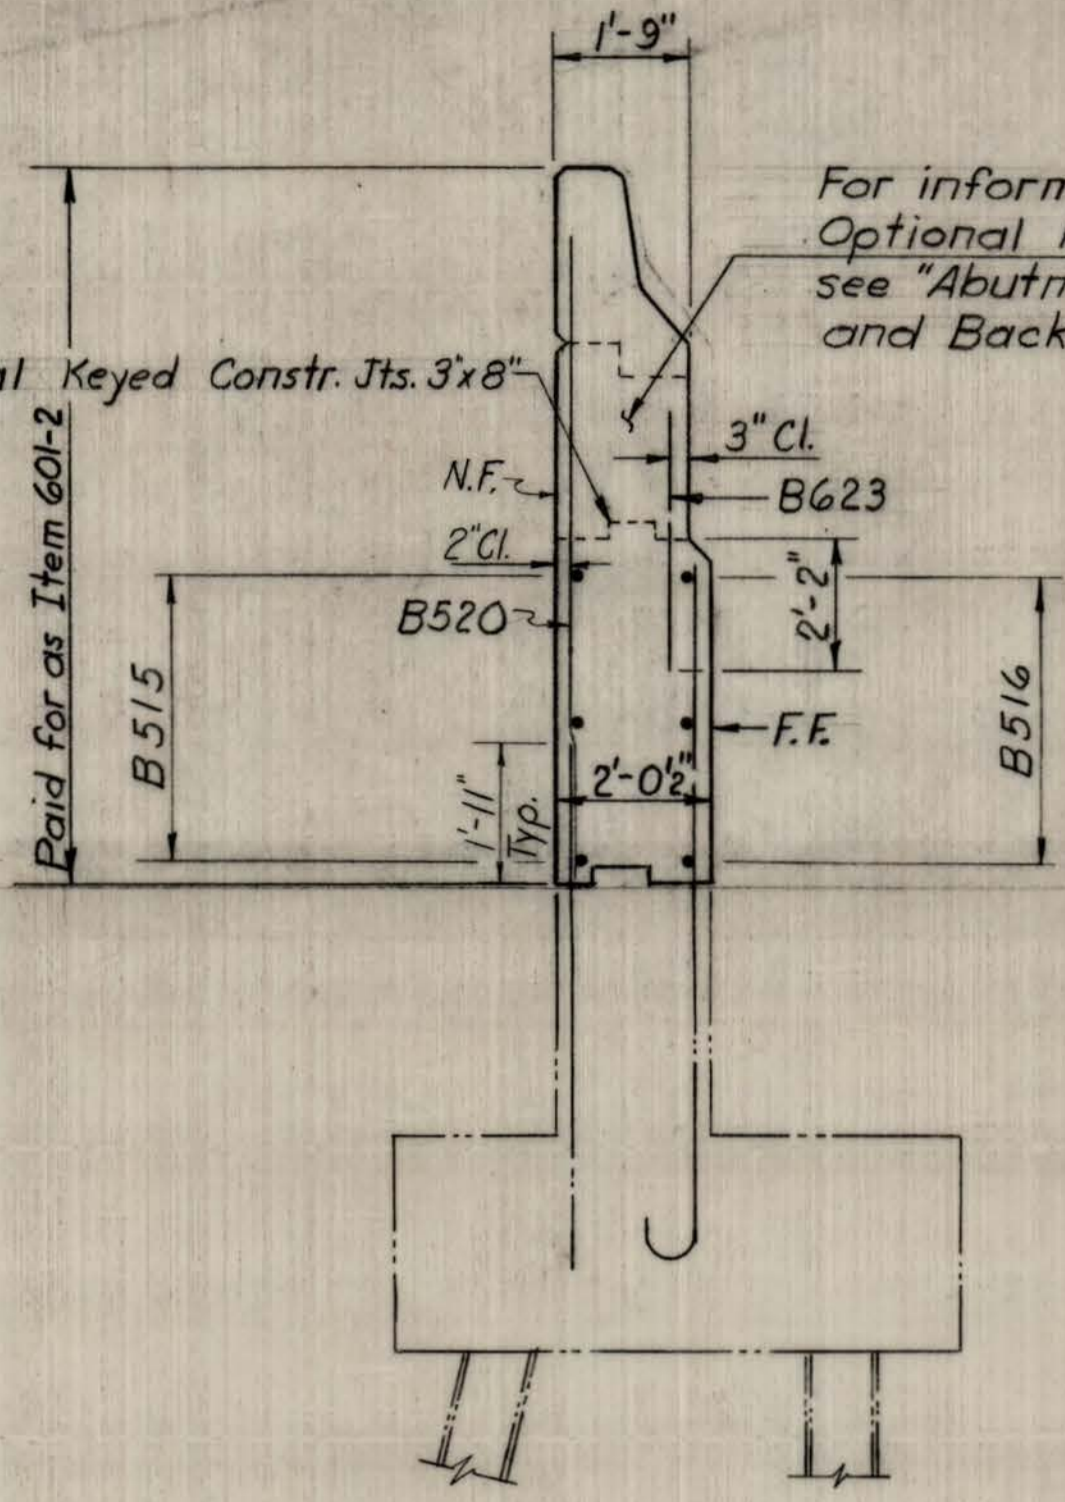 1'-9"
For inform
Optional
see "Abutm
and Back
Keyed Constr. Jts. 3"x8"
3" Cl.
N.F.
B623
2" Cl.
B520
2'-2"
Paid for as Item 601-2
B515
B516
F.F.
2'-0½"
1'-11"
Typ.